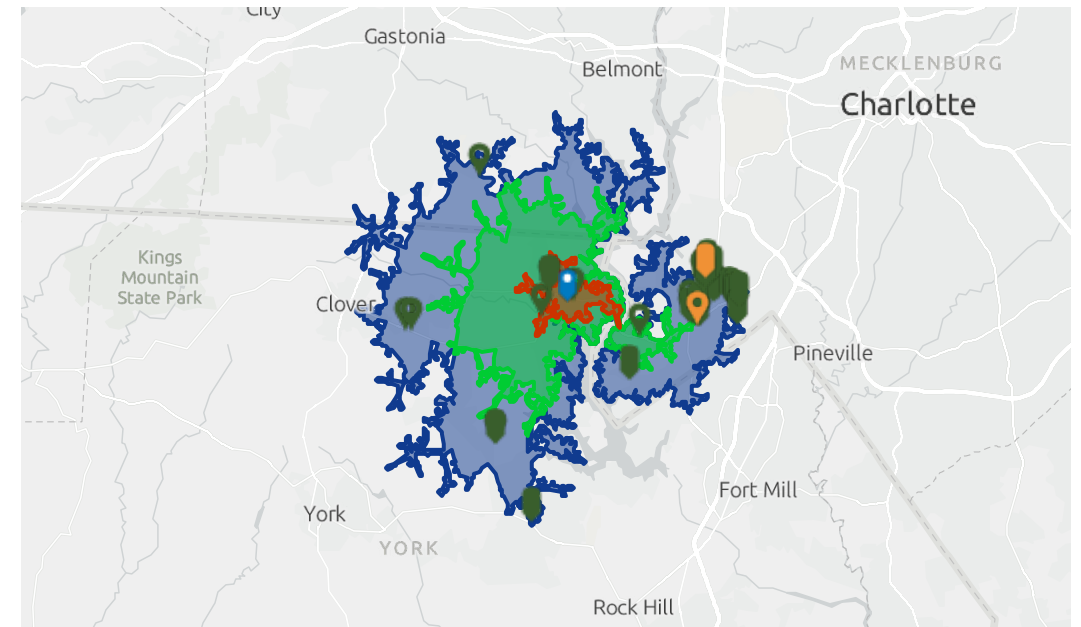 City
Gastonia
Belmont
MECKLENBURG
Charlotte
Kings
Mountain
State Park
Clover
Pineville
Fort Mill
York
YORK
Rock Hill